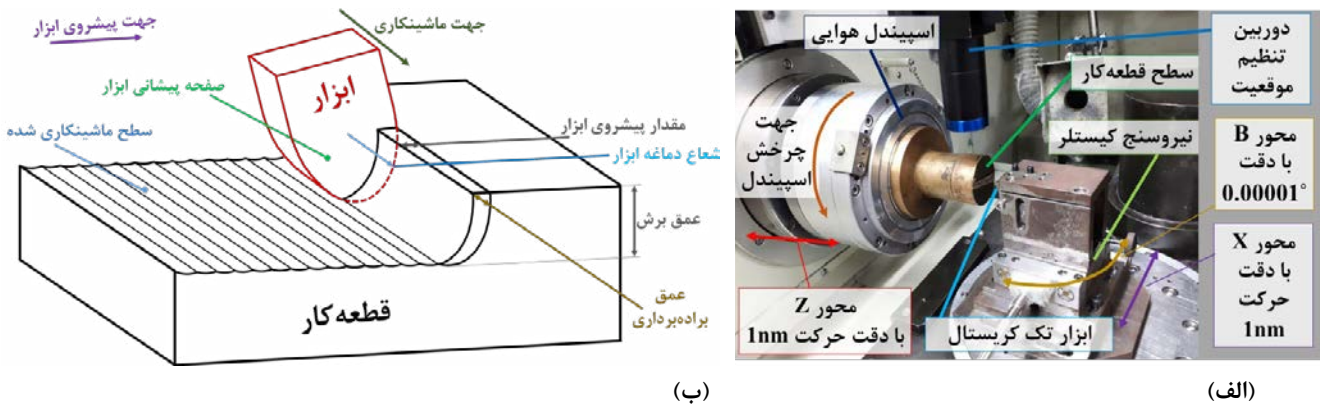 اسپیندل هوایی
دوربین
تنظیم
موقعیت
سطح قطعه‌کار
نیروسنج کیستلر
محور B
با دقت
0.00001°
جهت
چرخش
اسپیندل
محور X
با دقت
حرکت
1nm
محور Z
با دقت حرکت 1nm
ابزار تک کریستال
(الف)
جهت پیشروی ابزار
جهت ماشینکاری
ابزار
صفحه پیشانی ابزار
سطح ماشینکاری شده
مقدار پیشروی ابزار
شعاع دماغه ابزار
عمق برش
عمق
براده‌برداری
قطعه‌کار
(ب)